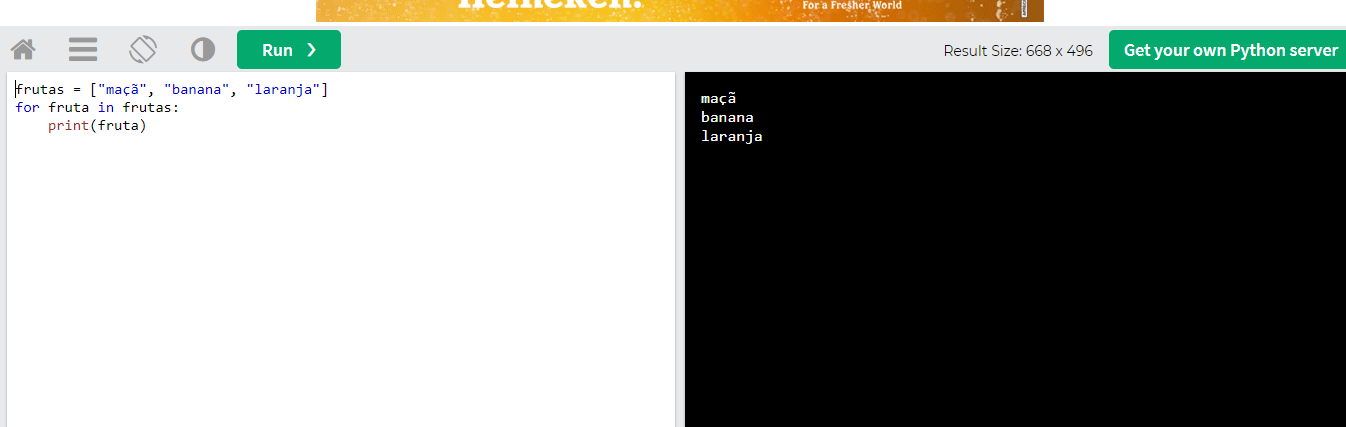 Heineken.
For a Fresher World
Run ❯
Result Size: 668 x 496
Get your own Python server
frutas = ["maçã", "banana", "laranja"]
for fruta in frutas:
    print(fruta)
maçã
banana
laranja